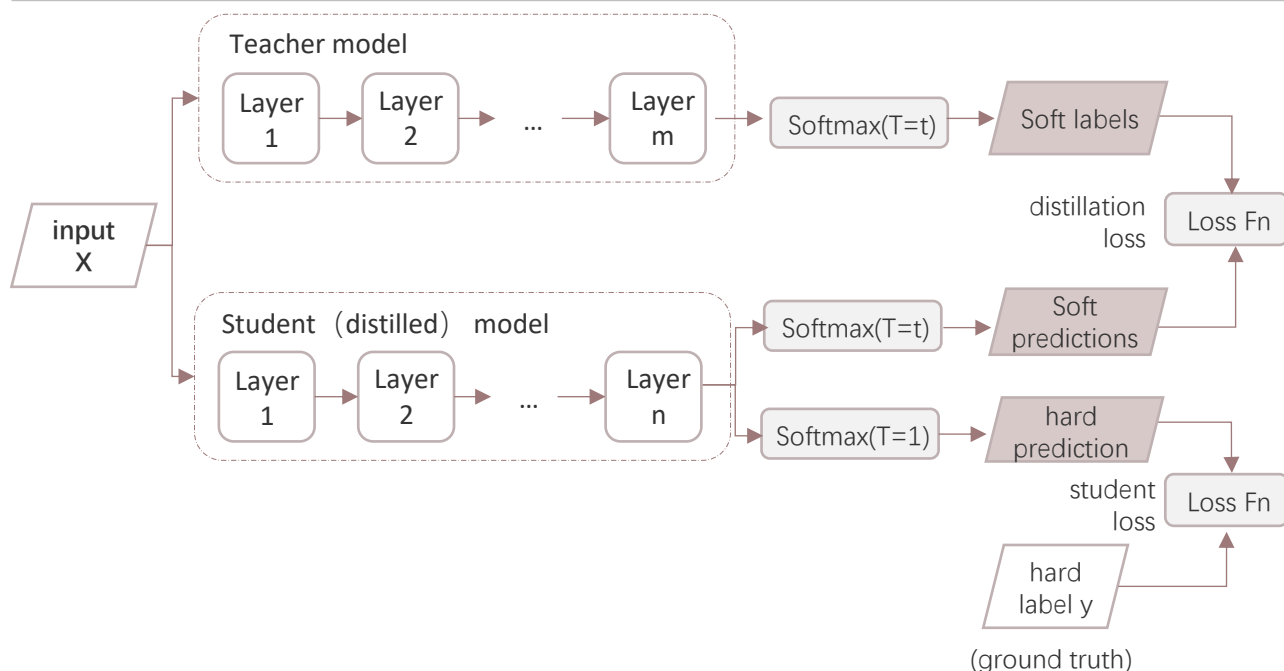 Teacher model
Layer
1
Layer
2
...
Layer
m
Softmax(T=t)
Soft labels
input
X
distillation
loss
Loss Fn
Student（distilled） model
Layer
1
Layer
2
...
Layer
n
Softmax(T=t)
Soft
predictions
Softmax(T=1)
hard
prediction
student
loss
Loss Fn
hard
label y
(ground truth)